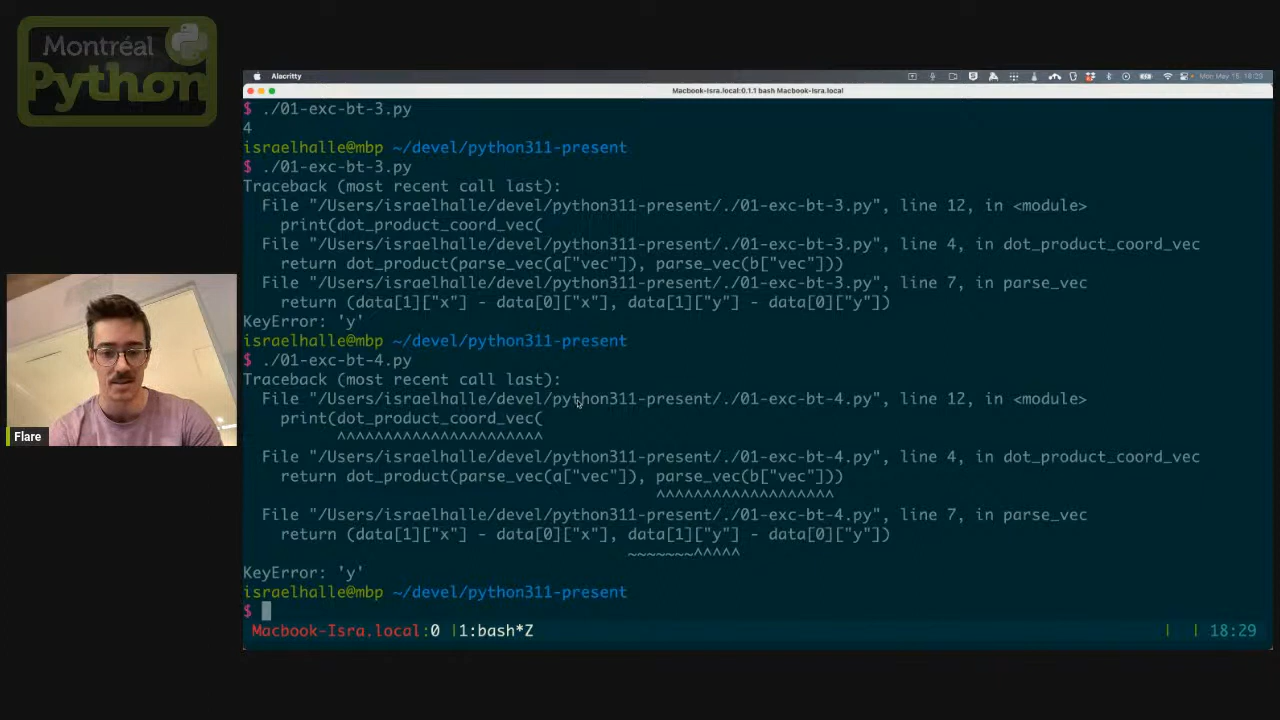 Montréal
Python
Alacritty
Mon May 15, 18:29
Macbook-Isra.local:0.1.1 bash Macbook-Isra.local
$ ./01-exc-bt-3.py
4
israelhalle@mbp ~/devel/python311-present
$ ./01-exc-bt-3.py
Traceback (most recent call last):
  File "/Users/israelhalle/devel/python311-present/./01-exc-bt-3.py", line 12, in <module>
    print(dot_product_coord_vec(
  File "/Users/israelhalle/devel/python311-present/./01-exc-bt-3.py", line 4, in dot_product_coord_vec
    return dot_product(parse_vec(a["vec"]), parse_vec(b["vec"]))
  File "/Users/israelhalle/devel/python311-present/./01-exc-bt-3.py", line 7, in parse_vec
    return (data[1]["x"] - data[0]["x"], data[1]["y"] - data[0]["y"])
KeyError: 'y'
israelhalle@mbp ~/devel/python311-present
$ ./01-exc-bt-4.py
Traceback (most recent call last):
  File "/Users/israelhalle/devel/python311-present/./01-exc-bt-4.py", line 12, in <module>
    print(dot_product_coord_vec(
          ^^^^^^^^^^^^^^^^^^^^^^
  File "/Users/israelhalle/devel/python311-present/./01-exc-bt-4.py", line 4, in dot_product_coord_vec
    return dot_product(parse_vec(a["vec"]), parse_vec(b["vec"]))
                                            ^^^^^^^^^^^^^^^^^^^
  File "/Users/israelhalle/devel/python311-present/./01-exc-bt-4.py", line 7, in parse_vec
    return (data[1]["x"] - data[0]["x"], data[1]["y"] - data[0]["y"])
                                         ~~~~~~~^^^^^
KeyError: 'y'
israelhalle@mbp ~/devel/python311-present
$
Macbook-Isra.local:0 |1:bash*Z | | 18:29
Flare